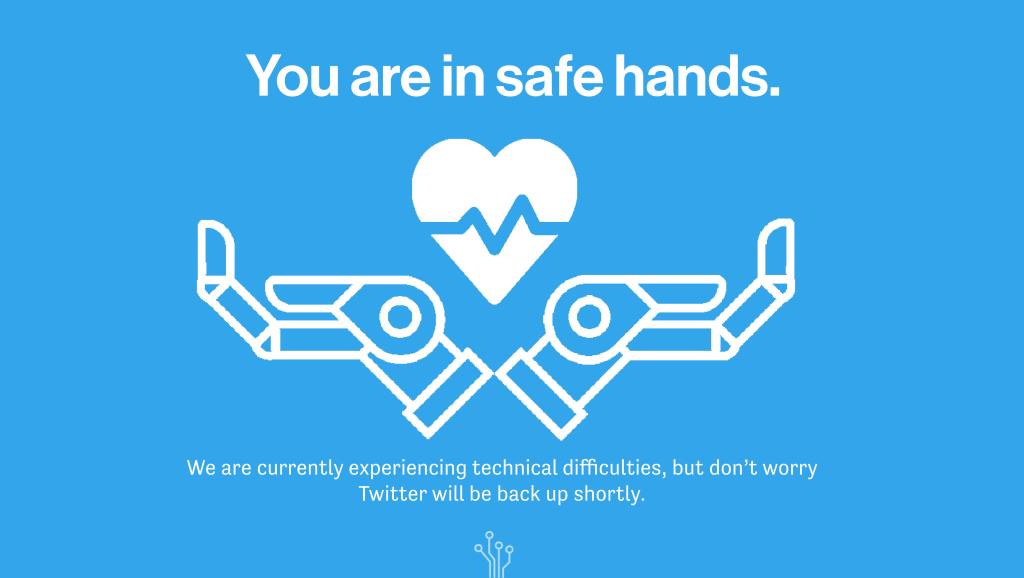 You are in safe hands.
We are currently experiencing technical difficulties, but don’t worry
Twitter will be back up shortly.